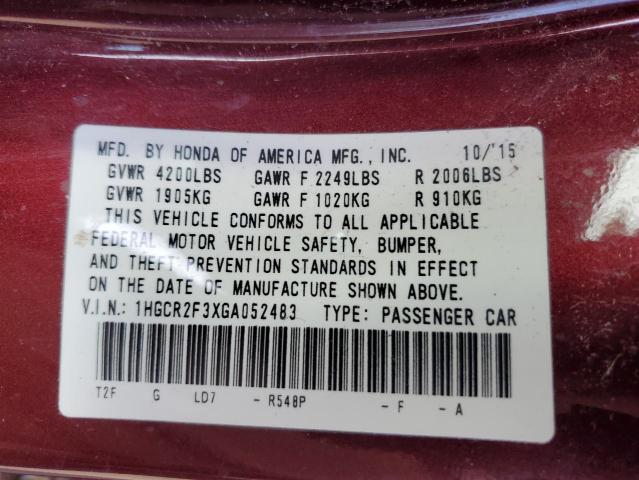 MFD. BY HONDA OF AMERICA MFG., INC. 10/'15
GVWR 4200LBS GAWR F 2249LBS R 2006LBS
GVWR 1905KG GAWR F 1020KG R 910KG
THIS VEHICLE CONFORMS TO ALL APPLICABLE
FEDERAL MOTOR VEHICLE SAFETY, BUMPER,
AND THEFT PREVENTION STANDARDS IN EFFECT
ON THE DATE OF MANUFACTURE SHOWN ABOVE.
V.I.N.: 1HGCR2F3XGA052483 TYPE: PASSENGER CAR
T2F G LD7 - R548P - F - A